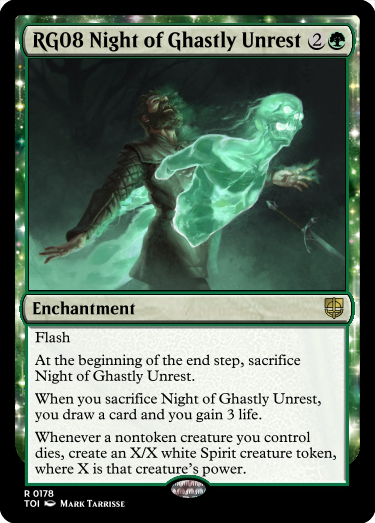 RG08 Night of Ghastly Unrest 2
Enchantment
Flash
At the beginning of the end step, sacrifice
Night of Ghastly Unrest.
When you sacrifice Night of Ghastly Unrest,
you draw a card and you gain 3 life.
Whenever a nontoken creature you control
dies, create an X/X white Spirit creature token,
where X is that creature's power.
R 0178
TOI Mark Tarrisse